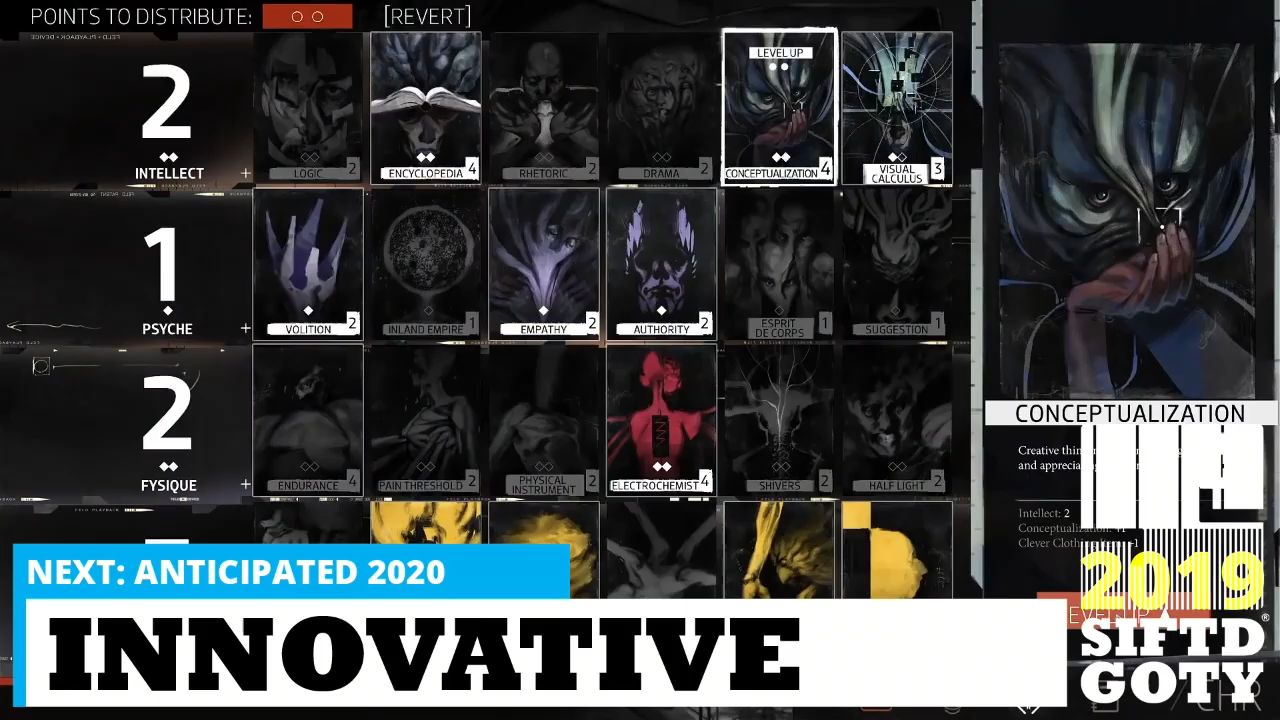 POINTS TO DISTRIBUTE: [REVERT]
2
INTELLECT +
LOGIC 2
ENCYCLOPEDIA 4
RHETORIC 2
DRAMA 2
LEVEL UP
CONCEPTUALIZATION 4
VISUAL
CALCULUS 3
1
PSYCHE +
VOLITION 2
INLAND EMPIRE 1
EMPATHY 2
AUTHORITY 2
ESPRIT
DE CORPS 1
SUGGESTION 1
2
FYSIQUE +
ENDURANCE 4
PAIN THRESHOLD 2
PHYSICAL
INSTRUMENT 2
ELECTROCHEMIST 4
SHIVERS 2
HALF LIGHT 2
CONCEPTUALIZATION
Creative
and
Intellect: 2
NEXT: ANTICIPATED 2020
INNOVATIVE
2019
SIFTD®
GOTY